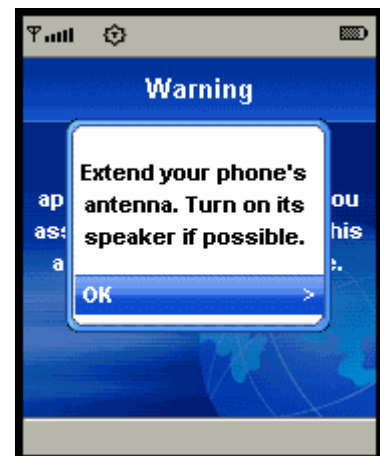 Warning
Extend your phone's
antenna. Turn on its
speaker if possible.
OK >